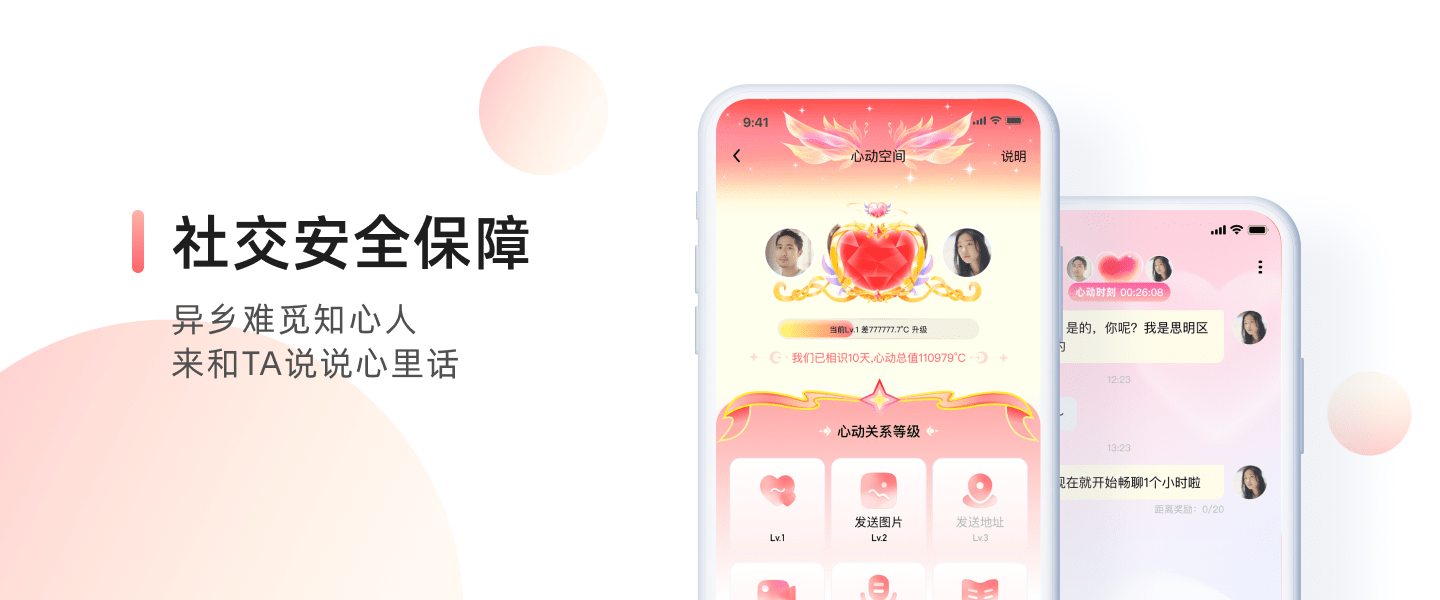 社交安全保障
异乡难觅知心人
来和TA说说心里话
9:41
心动空间
说明
当前Lv.1 差777777.7℃ 升级
我们已相识10天,心动总值110979℃
心动关系等级
Lv.1
发送图片
Lv.2
发送地址
Lv.3
心动时刻 00:26:08
是的，你呢？我是思明区
12:23
13:23
现在就开始畅聊1个小时啦
距离奖励：0/20